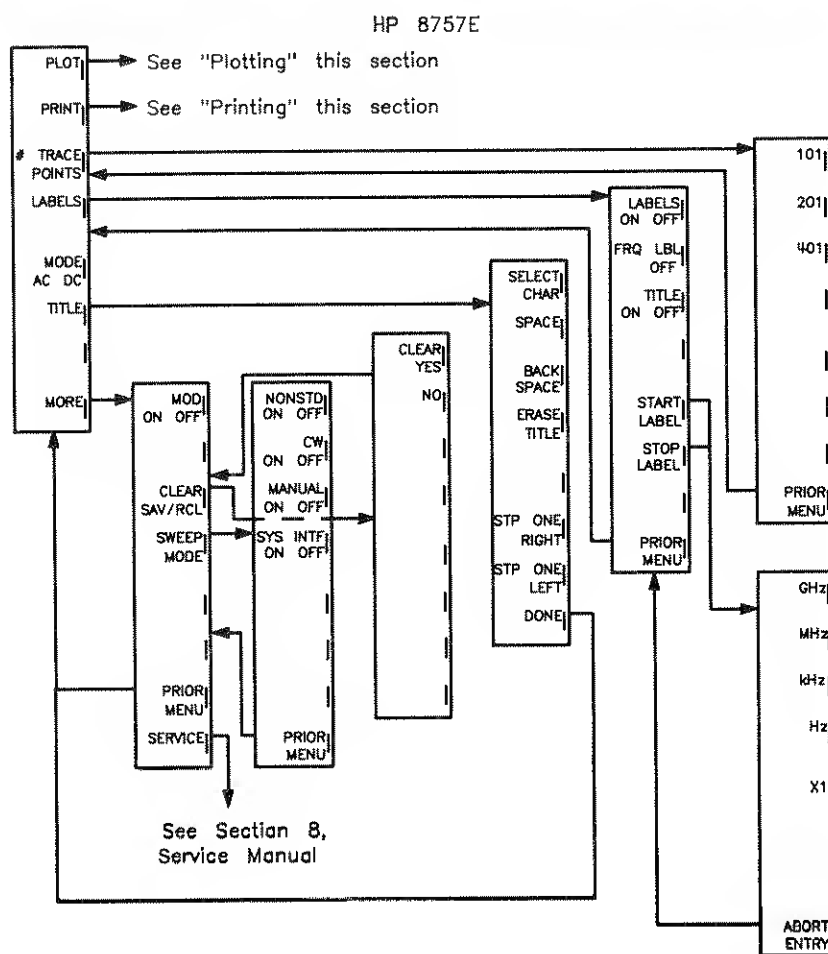 HP 8757E
PLOT
See "Plotting" this section
PRINT
See "Printing" this section
# TRACE
POINTS
LABELS
MODE
AC DC
TITLE
MORE
MOD
ON OFF
CLEAR
SAV/RCL
SWEEP
MODE
PRIOR
MENU
SERVICE
See Section 8,
Service Manual
NONSTD
ON OFF
CW
ON OFF
MANUAL
ON OFF
SYS INTF
ON OFF
PRIOR
MENU
CLEAR
YES
NO
SELECT
CHAR
SPACE
BACK
SPACE
ERASE
TITLE
STP ONE
RIGHT
STP ONE
LEFT
DONE
LABELS
ON OFF
FRQ LBL
OFF
TITLE
ON OFF
START
LABEL
STOP
LABEL
PRIOR
MENU
101
201
401
PRIOR
MENU
GHz
MHz
kHz
Hz
X1
ABORT
ENTRY